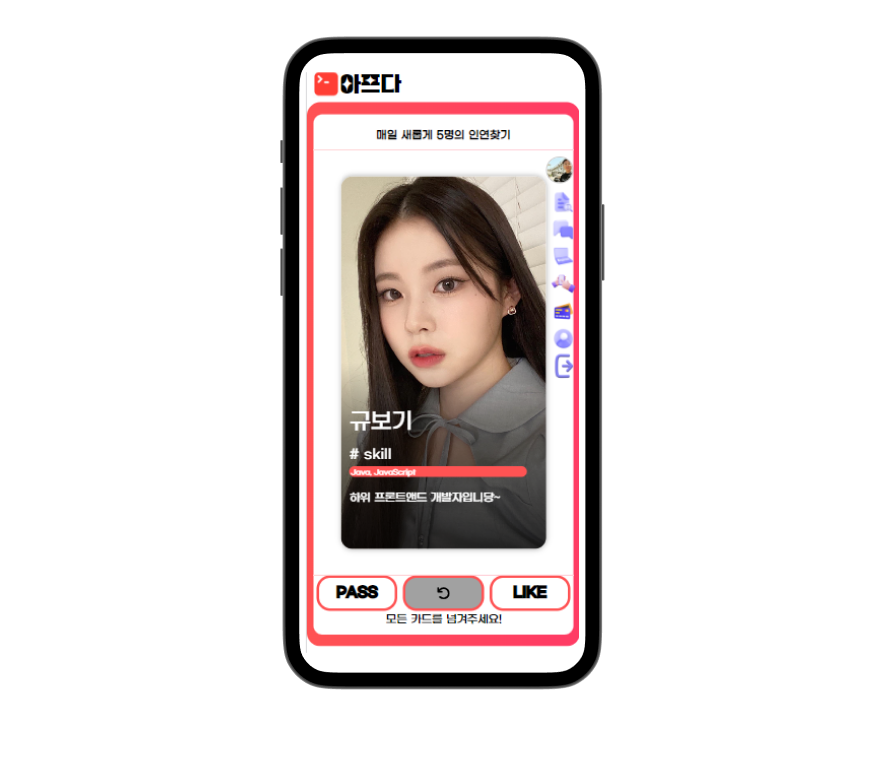 아쁘다
매일 새롭게 5명의 인연찾기
규보기
# skill
Java, JavaScript
하위 프론트앤드 개발자입니당~
PASS
LIKE
모든 카드를 넘겨주세요!